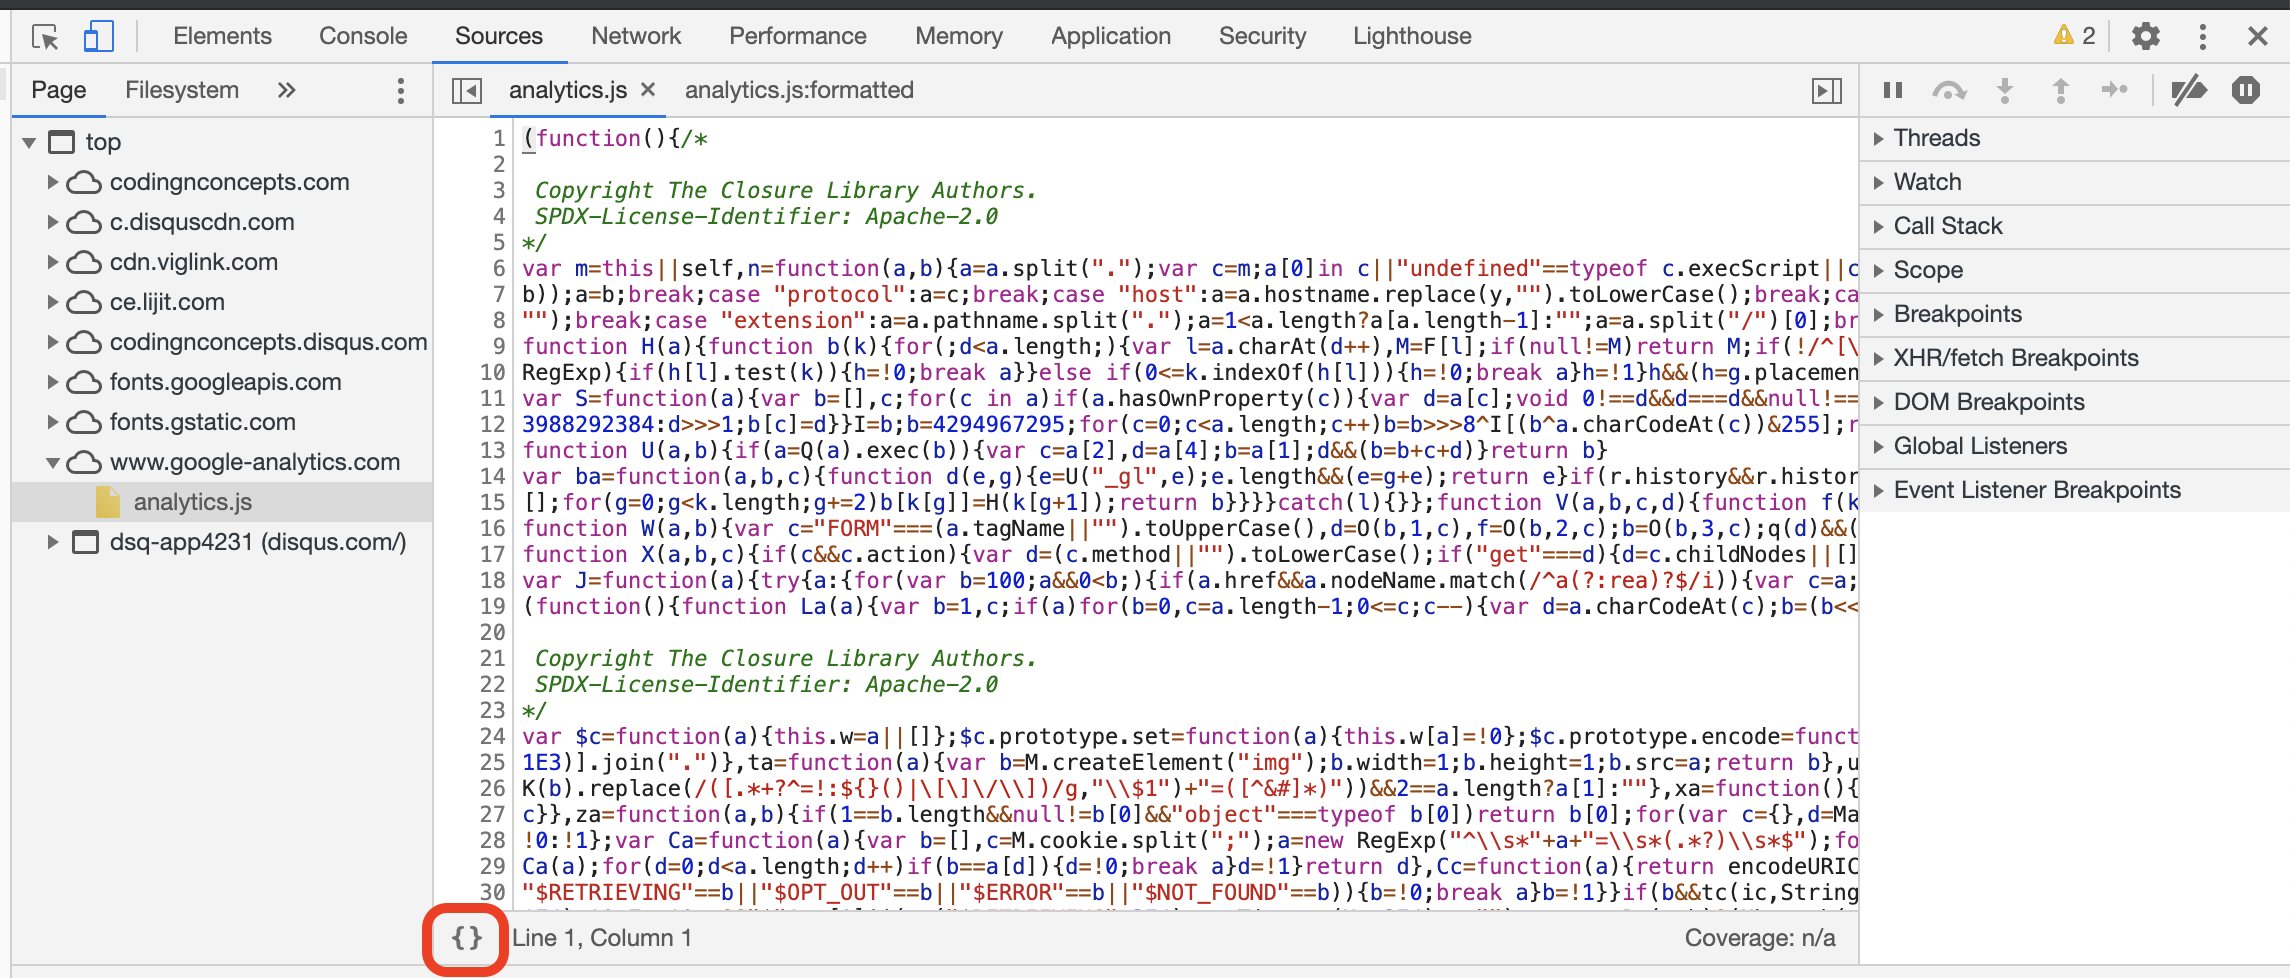 Elements Console Sources Network Performance Memory Application Security Lighthouse 2
Page Filesystem analytics.js analytics.js:formatted
top
codingnconcepts.com
c.disquscdn.com
cdn.viglink.com
ce.lijit.com
codingnconcepts.disqus.com
fonts.googleapis.com
fonts.gstatic.com
www.google-analytics.com
analytics.js
dsq-app4231 (disqus.com/)
1 (function(){/*
2
3 Copyright The Closure Library Authors.
4 SPDX-License-Identifier: Apache-2.0
5 */
6 var m=this||self,n=function(a,b){a=a.split(".");var c=m;a[0]in c||"undefined"==typeof c.execScript||c
7 b));a=b;break;case "protocol":a=c;break;case "host":a=a.hostname.replace(y,"").toLowerCase();break;ca
8 "");break;case "extension":a=a.pathname.split(".");a=1<a.length?a[a.length-1]:"";a=a.split("/")[0];br
9 function H(a){function b(k){for(;d<a.length;){var l=a.charAt(d++),M=F[l];if(null!=M)return M;if(!/^[\
10 RegExp){if(h[l].test(k)){h=!0;break a}}else if(0<=k.indexOf(h[l])){h=!0;break a}h=!1}h&&(h=g.placemen
11 var S=function(a){var b=[],c;for(c in a)if(a.hasOwnProperty(c)){var d=a[c];void 0!==d&&d===d&&null!==
12 3988292384:d>>>1;b[c]=d}}I=b;b=4294967295;for(c=0;c<a.length;c++)b=b>>>8^I[(b^a.charCodeAt(c))&255];r
13 function U(a,b){if(a=Q(a).exec(b)){var c=a[2],d=a[4];b=a[1];d&&(b=b+c+d)}return b}
14 var ba=function(a,b,c){function d(e,g){e=U("_gl",e);e.length&&(e=g+e);return e}if(r.history&&r.histor
15 [];for(g=0;g<k.length;g+=2)b[k[g]]=H(k[g+1]);return b}}}}catch(l){}};function V(a,b,c,d){function f(k
16 function W(a,b){var c="FORM"===(a.tagName||"").toUpperCase(),d=O(b,1,c),f=O(b,2,c);b=O(b,3,c);q(d)&&(
17 function X(a,b,c){if(c&&c.action){var d=(c.method||"").toLowerCase();if("get"===d){d=c.childNodes||[]
18 var J=function(a){try{a:{for(var b=100;a&&0<b;){if(a.href&&a.nodeName.match(/^a(?:rea)?$/i)){var c=a;
19 (function(){function La(a){var b=1,c;if(a)for(b=0,c=a.length-1;0<=c;c--){var d=a.charCodeAt(c);b=(b<<
20
21 Copyright The Closure Library Authors.
22 SPDX-License-Identifier: Apache-2.0
23 */
24 var $c=function(a){this.w=a||[]};$c.prototype.set=function(a){this.w[a]=!0};$c.prototype.encode=funct
25 1E3)].join(".")},ta=function(a){var b=M.createElement("img");b.width=1;b.height=1;b.src=a;return b},u
26 K(b).replace(/([.*+?^=!:${}()|\[\]\/\\])/g,"\\$1")+"=([^&#]*)"))&&2==a.length?a[1]:""},xa=function(){
27 c}},za=function(a,b){if(1==b.length&&null!=b[0]&&"object"===typeof b[0])return b[0];for(var c={},d=Ma
28 !0:!1};var Ca=function(a){var b=[],c=M.cookie.split(";");a=new RegExp("^\\s*"+a+"=\\s*(.*?)\\s*$");fo
29 Ca(a);for(d=0;d<a.length;d++)if(b==a[d]){d=!0;break a}d=!1}return d},Cc=function(a){return encodeURIC
30 "$RETRIEVING"==b||"$OPT_OUT"==b||"$ERROR"==b||"$NOT_FOUND"==b)){b=!0;break a}b=!1}}if(b&&tc(ic,String
{} Line 1, Column 1 Coverage: n/a
Threads
Watch
Call Stack
Scope
Breakpoints
XHR/fetch Breakpoints
DOM Breakpoints
Global Listeners
Event Listener Breakpoints